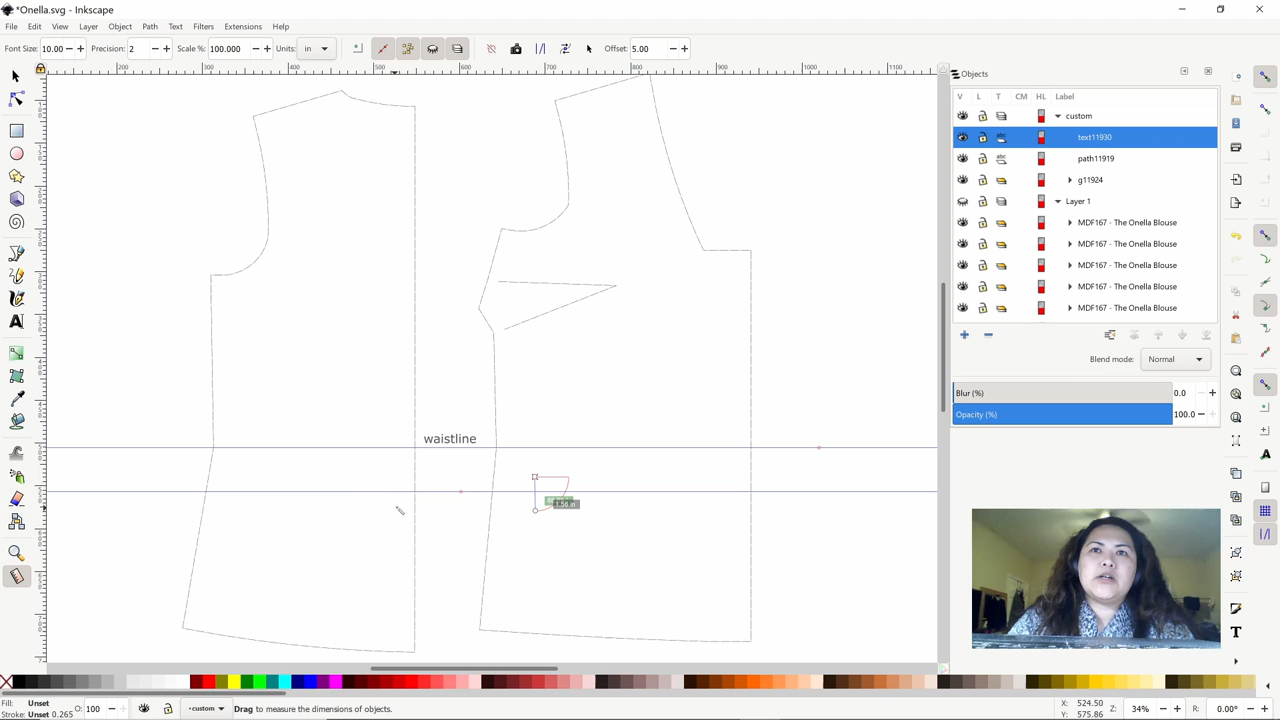 *Onella.svg - Inkscape
File Edit View Layer Object Path Text Filters Extensions Help
Font Size: 10.00 Precision: 2 Scale %: 100.000 Units: in Offset: 5.00
200 300 400 500 600 700 800 900 1000 1100
Objects
V L T CM HL Label
custom
text11930
path11919
g11924
Layer 1
MDF167 - The Onella Blouse
MDF167 - The Onella Blouse
MDF167 - The Onella Blouse
MDF167 - The Onella Blouse
MDF167 - The Onella Blouse
Blend mode: Normal
Blur (%) 0.0
Opacity (%) 100.0
waistline
1.56 in
Fill: Unset
Stroke: Unset 0.265
O: 100
custom
Drag to measure the dimensions of objects.
X: 524.50
Y: 575.86
Z: 34%
R: 0.00°